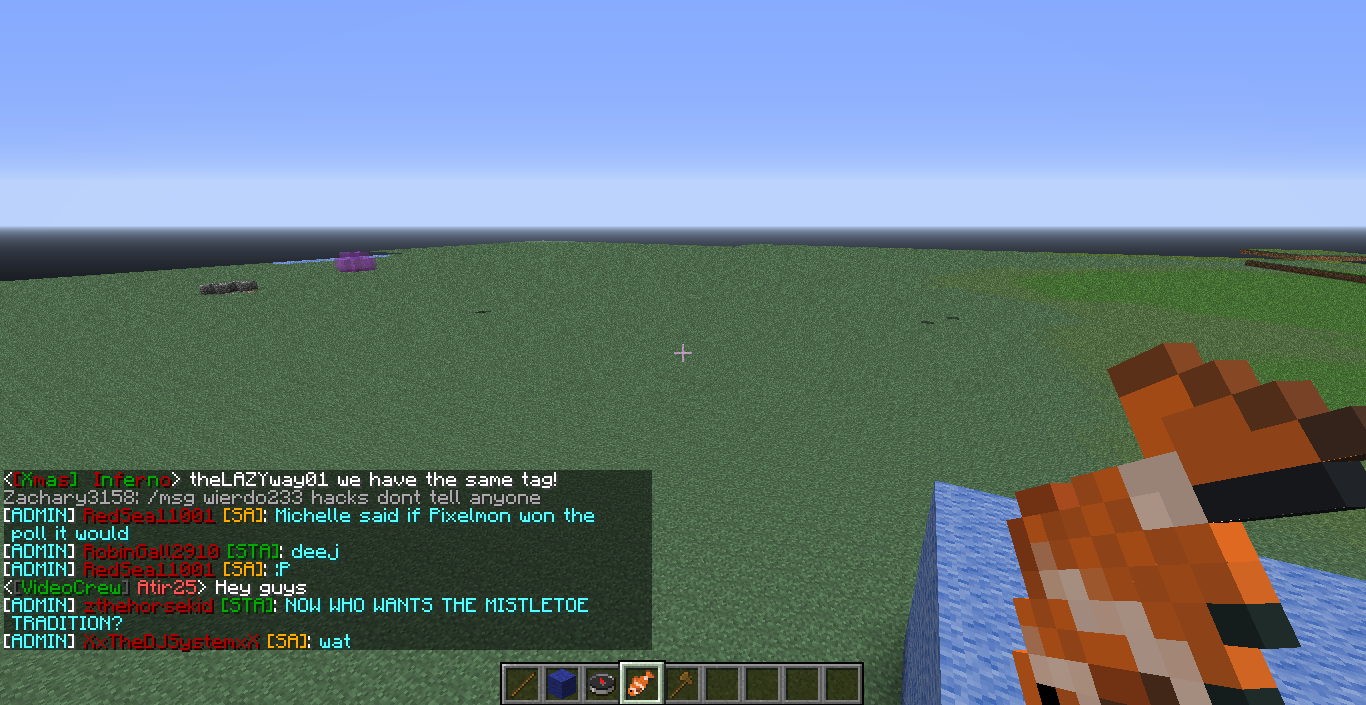 <[Xmas] Inferno> theLAZYway01 we have the same tag!
Zachary3158: /msg wierdo233 hacks dont tell anyone
[ADMIN] RedSea11001 [SA]: Michelle said if Pixelmon won the
poll it would
[ADMIN] RobinGall2910 [STA]: deej
[ADMIN] RedSea11001 [SA]: :P
<[VideoCrew] Atir25> Hey guys
[ADMIN] zthehorsekid [STA]: NOW WHO WANTS THE MISTLETOE
TRADITION?
[ADMIN] XxTheDJSystemxX [SA]: wat